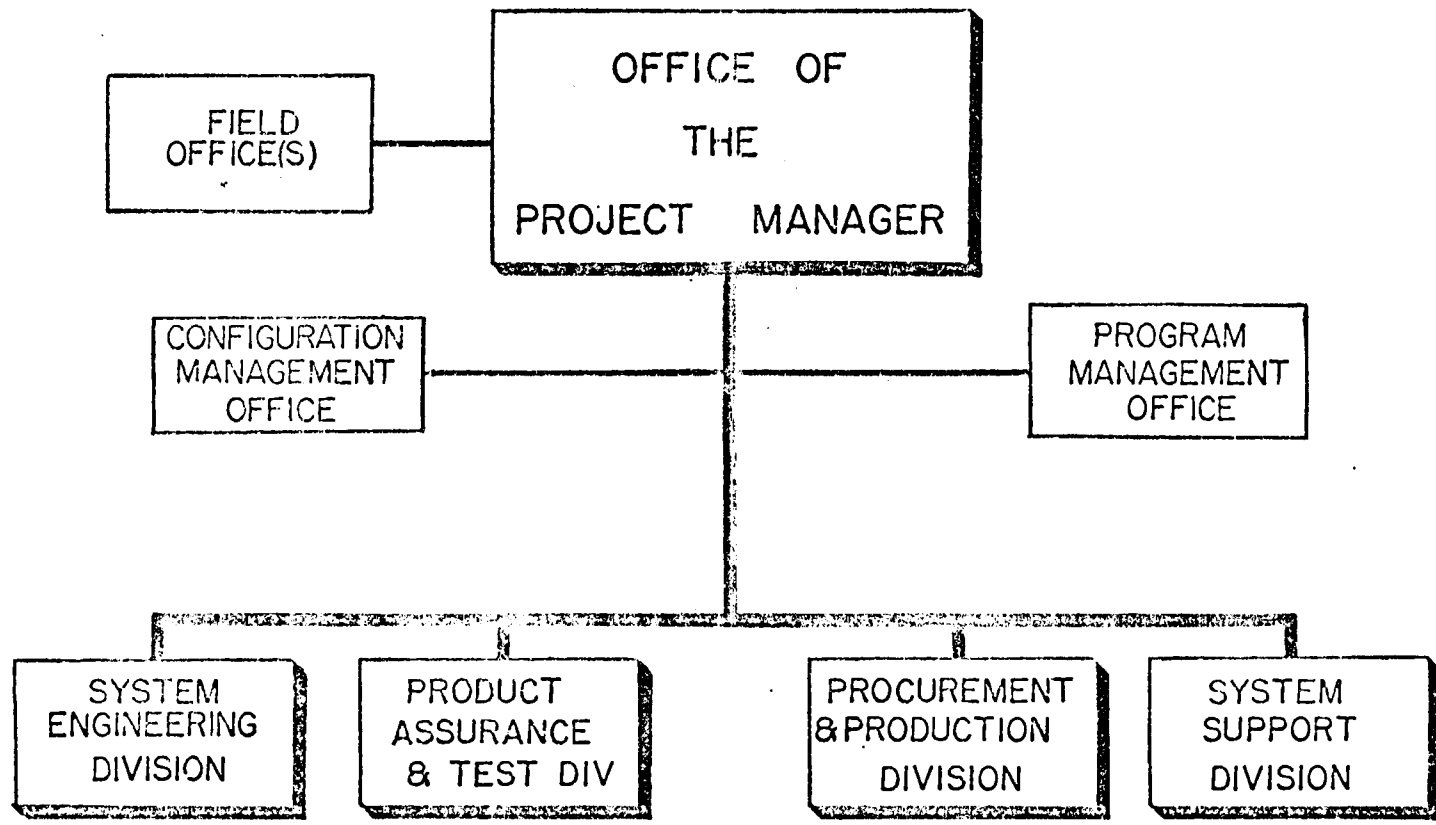 OFFICE OF
THE
PROJECT MANAGER
FIELD
OFFICE(S)
CONFIGURATION
MANAGEMENT
OFFICE
PROGRAM
MANAGEMENT
OFFICE
SYSTEM
ENGINEERING
DIVISION
PRODUCT
ASSURANCE
& TEST DIV
PROCUREMENT
& PRODUCTION
DIVISION
SYSTEM
SUPPORT
DIVISION